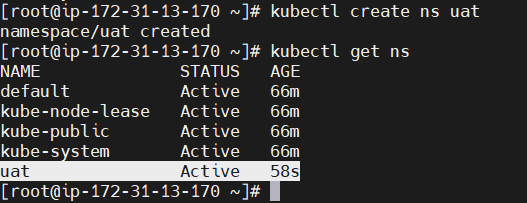 [root@ip-172-31-13-170 ~]# kubectl create ns uat
namespace/uat created
[root@ip-172-31-13-170 ~]# kubectl get ns
NAME              STATUS   AGE
default           Active   66m
kube-node-lease   Active   66m
kube-public       Active   66m
kube-system       Active   66m
uat               Active   58s
[root@ip-172-31-13-170 ~]#